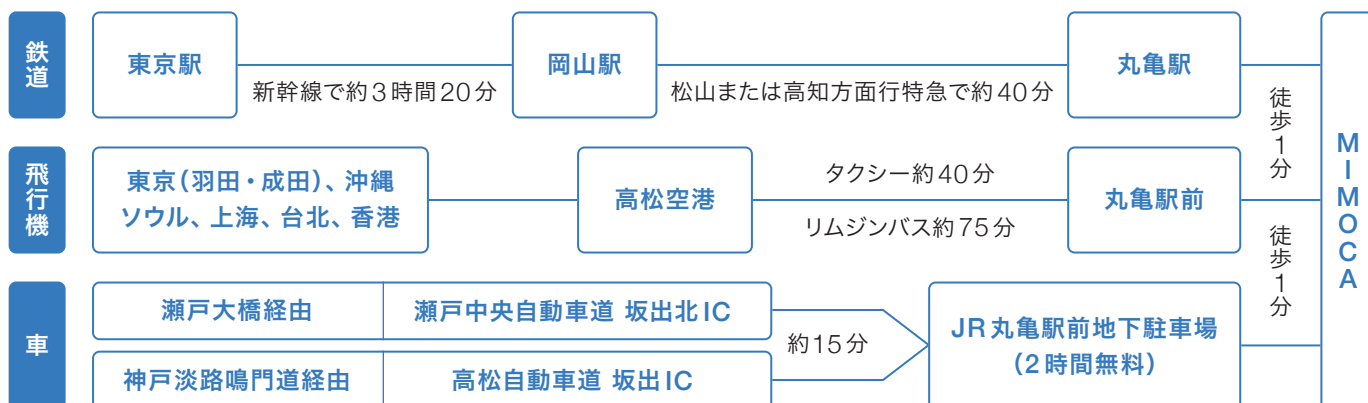 鉄道
東京駅
新幹線で約3時間20分
岡山駅
松山または高知方面行特急で約40分
丸亀駅
徒歩1分
飛行機
東京(羽田・成田)、沖縄
ソウル、上海、台北、香港
高松空港
タクシー約40分
リムジンバス約75分
丸亀駅前
徒歩1分
車
瀬戸大橋経由
瀬戸中央自動車道 坂出北IC
神戸淡路鳴門道経由
高松自動車道 坂出IC
約15分
JR丸亀駅前地下駐車場
(2時間無料)
MIMOCA